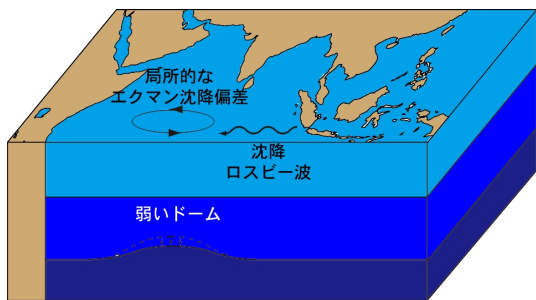 局所的な
エクマン沈降偏差
沈降
ロスビー波
弱いドーム